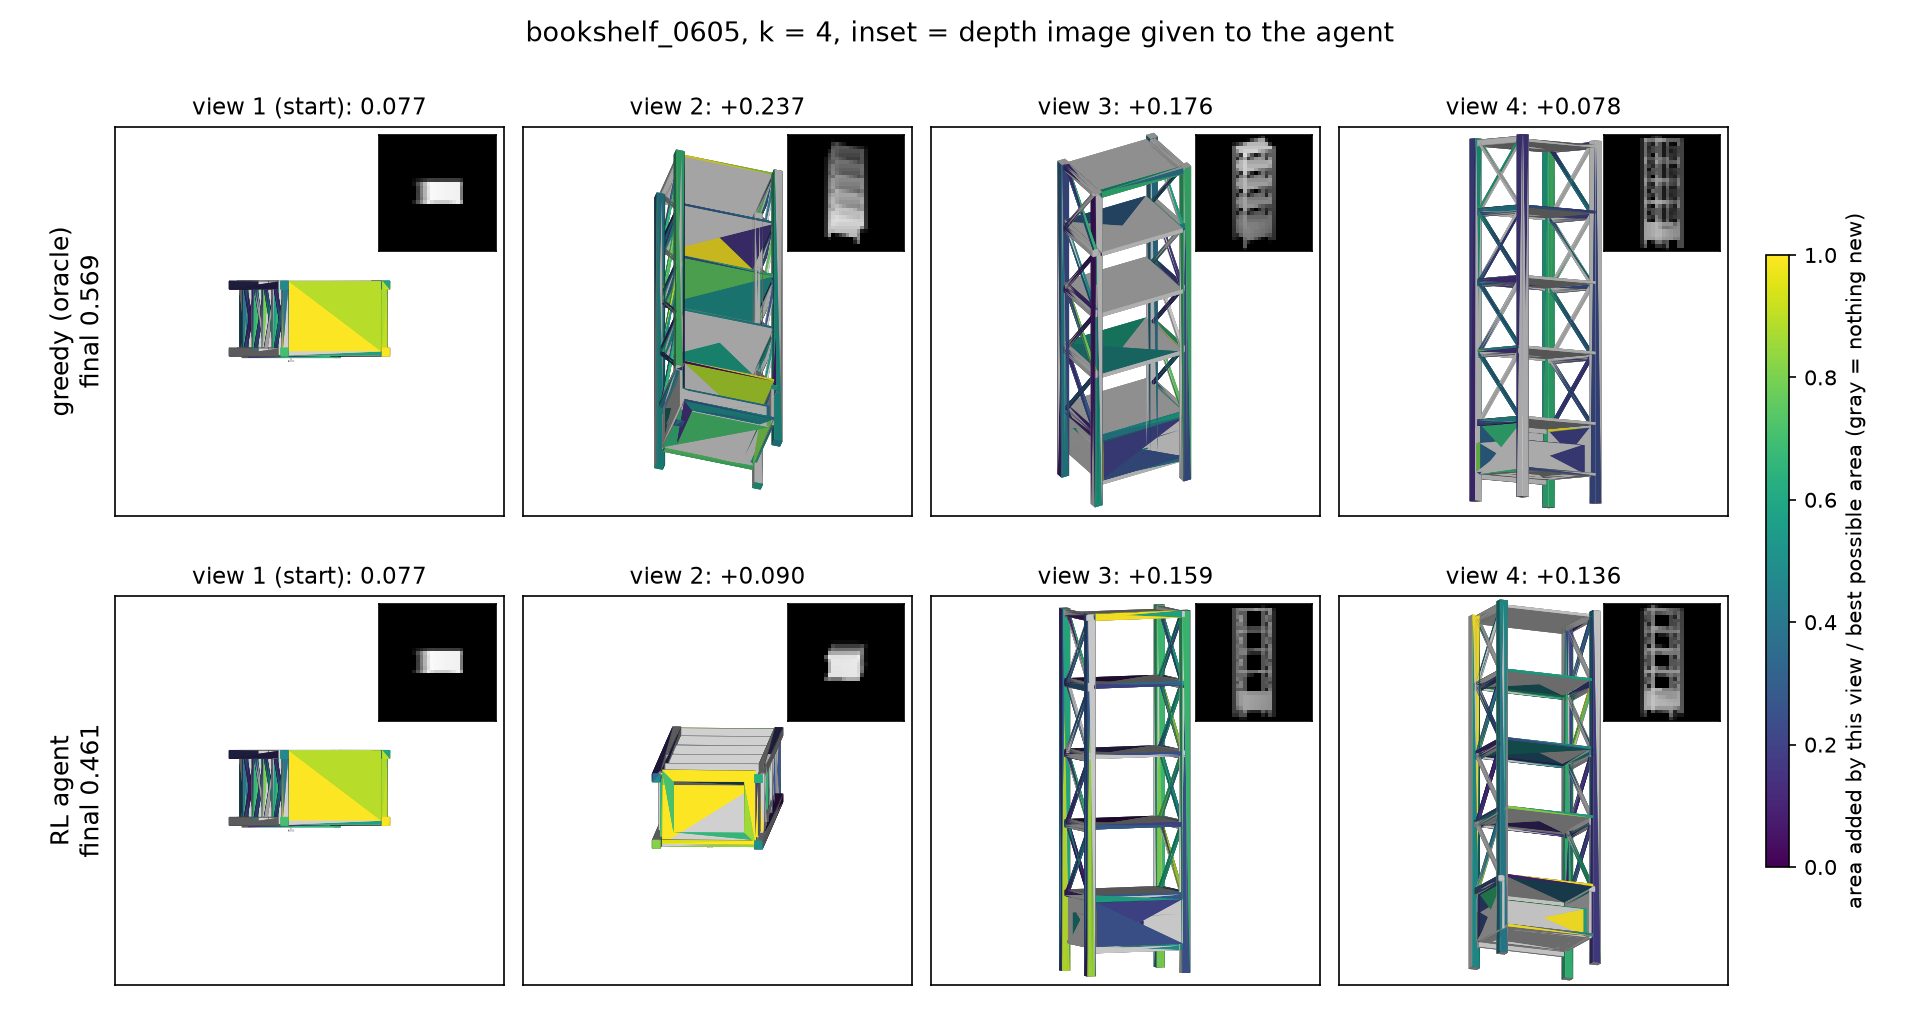 bookshelf_0605, k = 4, inset = depth image given to the agent
view 1 (start): 0.077
view 2: +0.237
view 3: +0.176
view 4: +0.078
greedy (oracle)
final 0.569
view 1 (start): 0.077
view 2: +0.090
view 3: +0.159
view 4: +0.136
RL agent
final 0.461
1.0
0.8
0.6
0.4
0.2
0.0
area added by this view / best possible area (gray = nothing new)